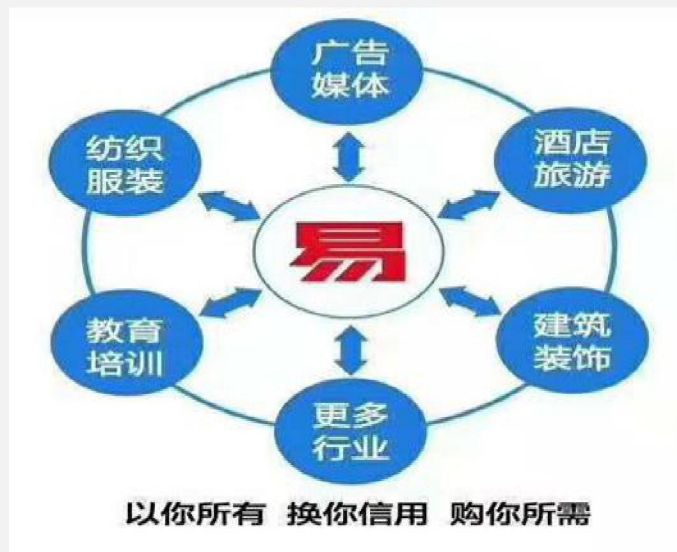 广告
媒体
纺织
服装
酒店
旅游
易
教育
培训
建筑
装饰
更多
行业
以你所有 换你信用 购你所需